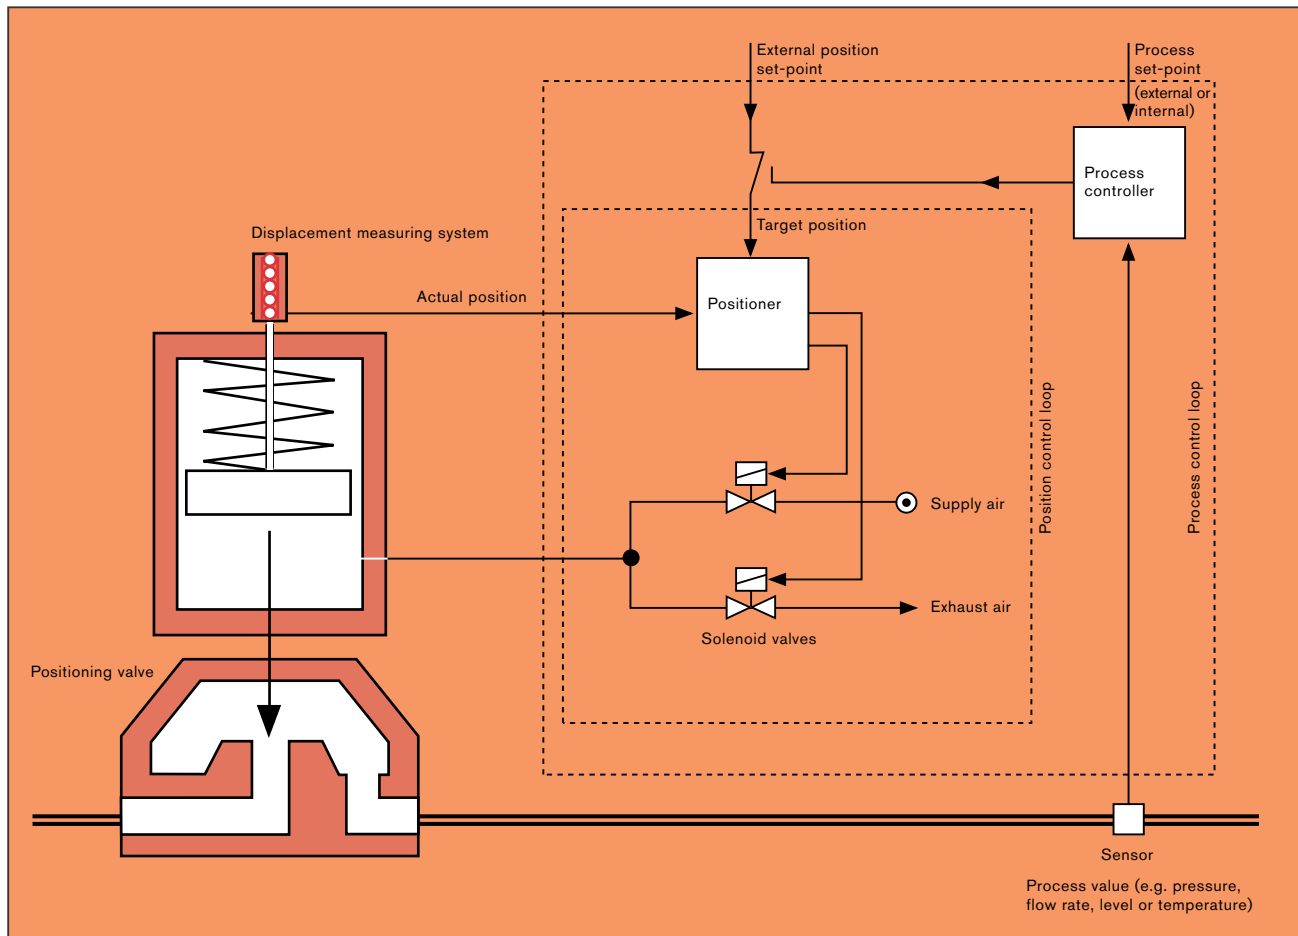 External position
set-point
Process
set-point
(external or
internal)
Process
controller
Target position
Displacement measuring system
Actual position
Positioner
Position control loop
Process control loop
Supply air
Exhaust air
Solenoid valves
Positioning valve
Sensor
Process value (e.g. pressure,
flow rate, level or temperature)